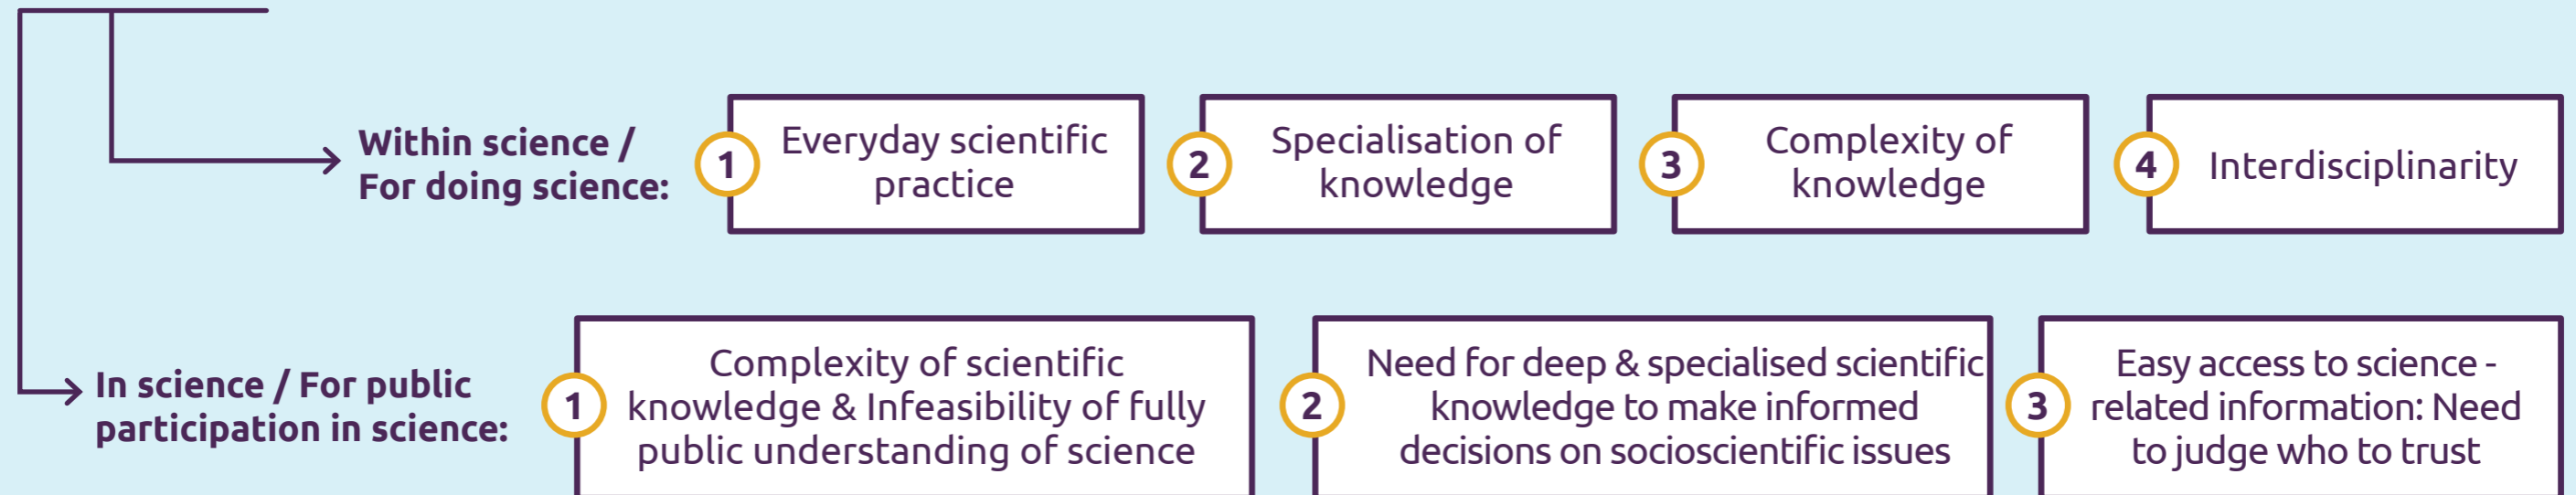 Within science /
For doing science:
1
Everyday scientific
practice
2
Specialisation of
knowledge
3
Complexity of
knowledge
4
Interdisciplinarity
In science / For public
participation in science:
1
Complexity of scientific
knowledge & Infeasibility of fully
public understanding of science
2
Need for deep & specialised scientific
knowledge to make informed
decisions on socioscientific issues
3
Easy access to science -
related information: Need
to judge who to trust